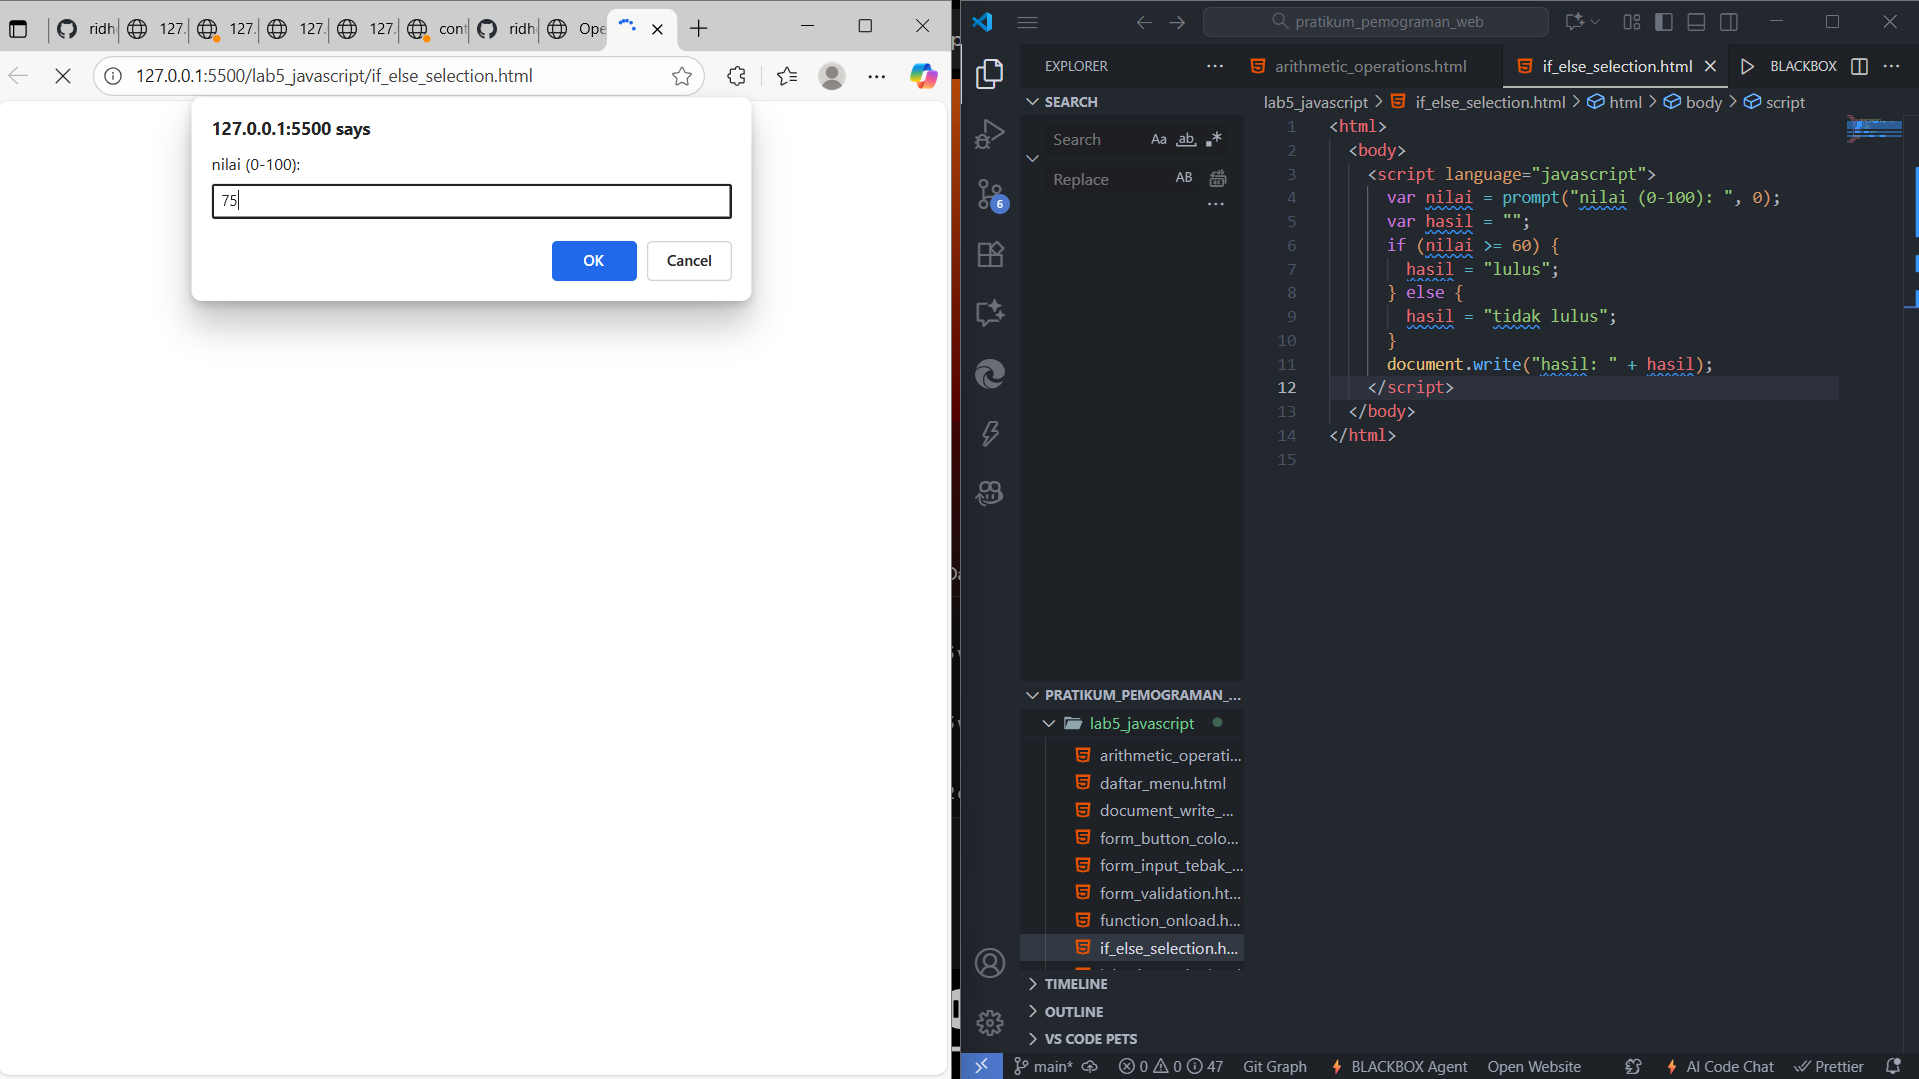 ridh
127.
127.
127.
127.
cont
ridh
Ope
127.0.0.1:5500/lab5_javascript/if_else_selection.html
127.0.0.1:5500 says
nilai (0-100):
75
OK
Cancel
pratikum_pemograman_web
EXPLORER
arithmetic_operations.html
if_else_selection.html
BLACKBOX
SEARCH
Search
Aa
ab
Replace
AB
6
lab5_javascript > if_else_selection.html > html > body > script
1 <html>
2 <body>
3 <script language="javascript">
4 var nilai = prompt("nilai (0-100): ", 0);
5 var hasil = "";
6 if (nilai >= 60) {
7 hasil = "lulus";
8 } else {
9 hasil = "tidak lulus";
10 }
11 document.write("hasil: " + hasil);
12 </script>
13 </body>
14 </html>
15
PRATIKUM_PEMOGRAMAN_...
lab5_javascript
arithmetic_operati...
daftar_menu.html
document_write_...
form_button_colo...
form_input_tebak_...
form_validation.ht...
function_onload.h...
if_else_selection.h...
TIMELINE
OUTLINE
VS CODE PETS
main*
0
0
47
Git Graph
BLACKBOX Agent
Open Website
AI Code Chat
Prettier